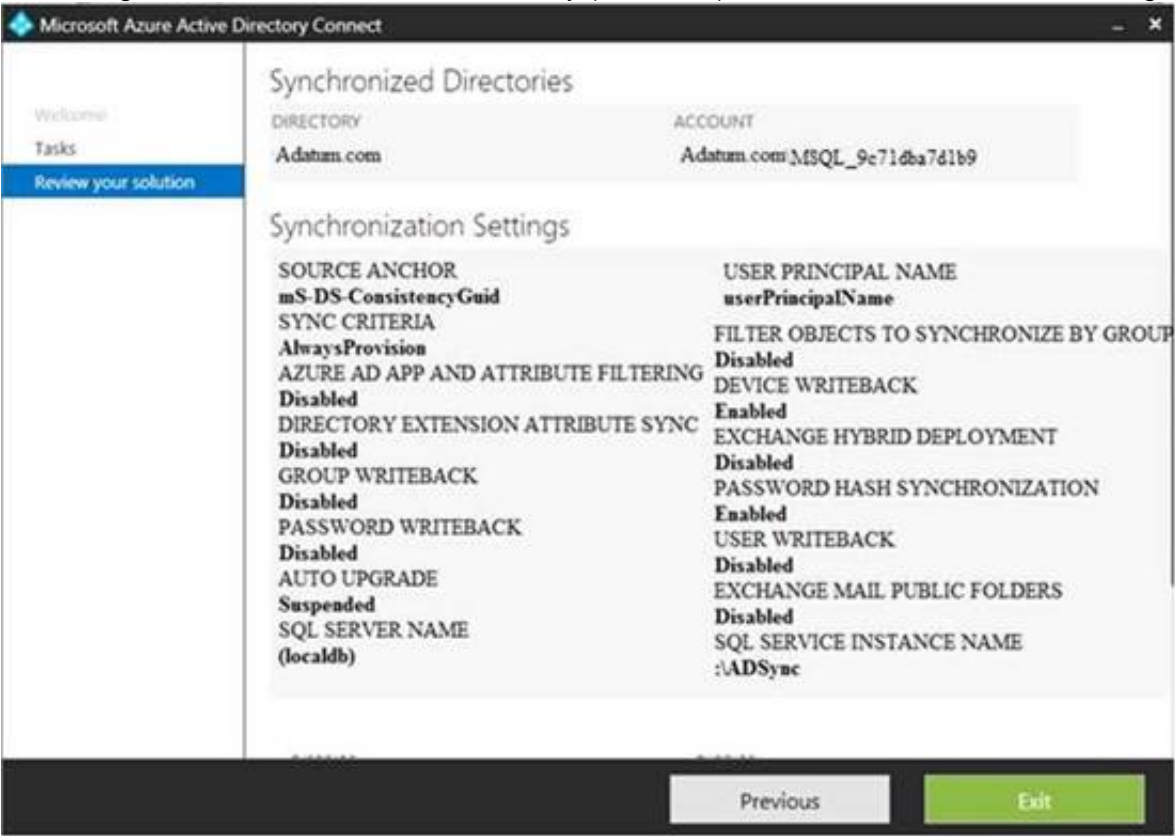 Microsoft Azure Active Directory Connect
Welcome
Tasks
Review your solution
Synchronized Directories
DIRECTORY
ACCOUNT
Adatum.com
Adatum.com\MSQL_9c71dba7d1b9
Synchronization Settings
SOURCE ANCHOR
mS-DS-ConsistencyGuid
SYNC CRITERIA
AlwaysProvision
AZURE AD APP AND ATTRIBUTE FILTERING
Disabled
DIRECTORY EXTENSION ATTRIBUTE SYNC
Disabled
GROUP WRITEBACK
Disabled
PASSWORD WRITEBACK
Disabled
AUTO UPGRADE
Suspended
SQL SERVER NAME
(localdb)
USER PRINCIPAL NAME
userPrincipalName
FILTER OBJECTS TO SYNCHRONIZE BY GROUP
Disabled
DEVICE WRITEBACK
Enabled
EXCHANGE HYBRID DEPLOYMENT
Disabled
PASSWORD HASH SYNCHRONIZATION
Enabled
USER WRITEBACK
Disabled
EXCHANGE MAIL PUBLIC FOLDERS
Disabled
SQL SERVICE INSTANCE NAME
:\ADSync
Previous
Exit